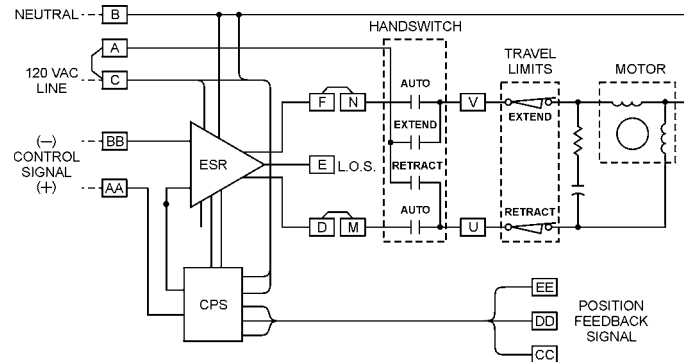 NEUTRAL
B
HANDSWITCH
A
120 VAC
LINE
C
TRAVEL
LIMITS
MOTOR
AUTO
F
N
V
EXTEND
EXTEND
(–)
CONTROL
SIGNAL
(+)
BB
AA
ESR
E
L.O.S.
RETRACT
AUTO
D
M
U
RETRACT
CPS
EE
DD
CC
POSITION
FEEDBACK
SIGNAL